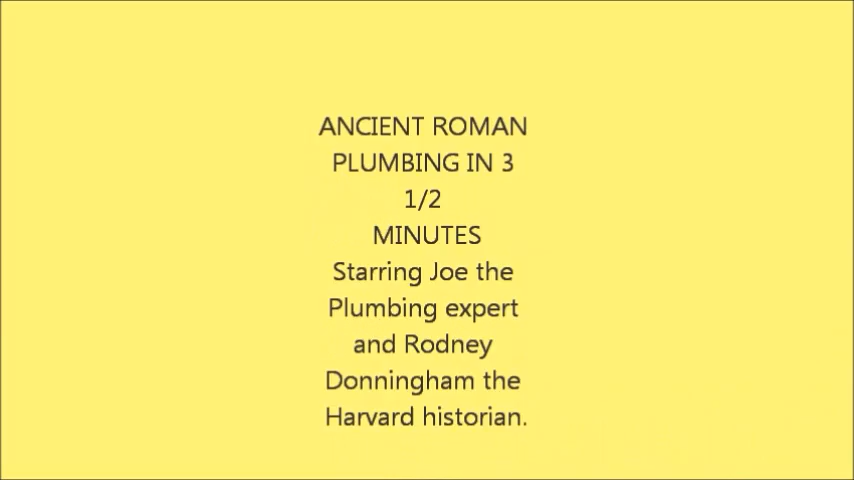 ANCIENT ROMAN
PLUMBING IN 3
1/2
MINUTES
Starring Joe the
Plumbing expert
and Rodney
Donningham the
Harvard historian.